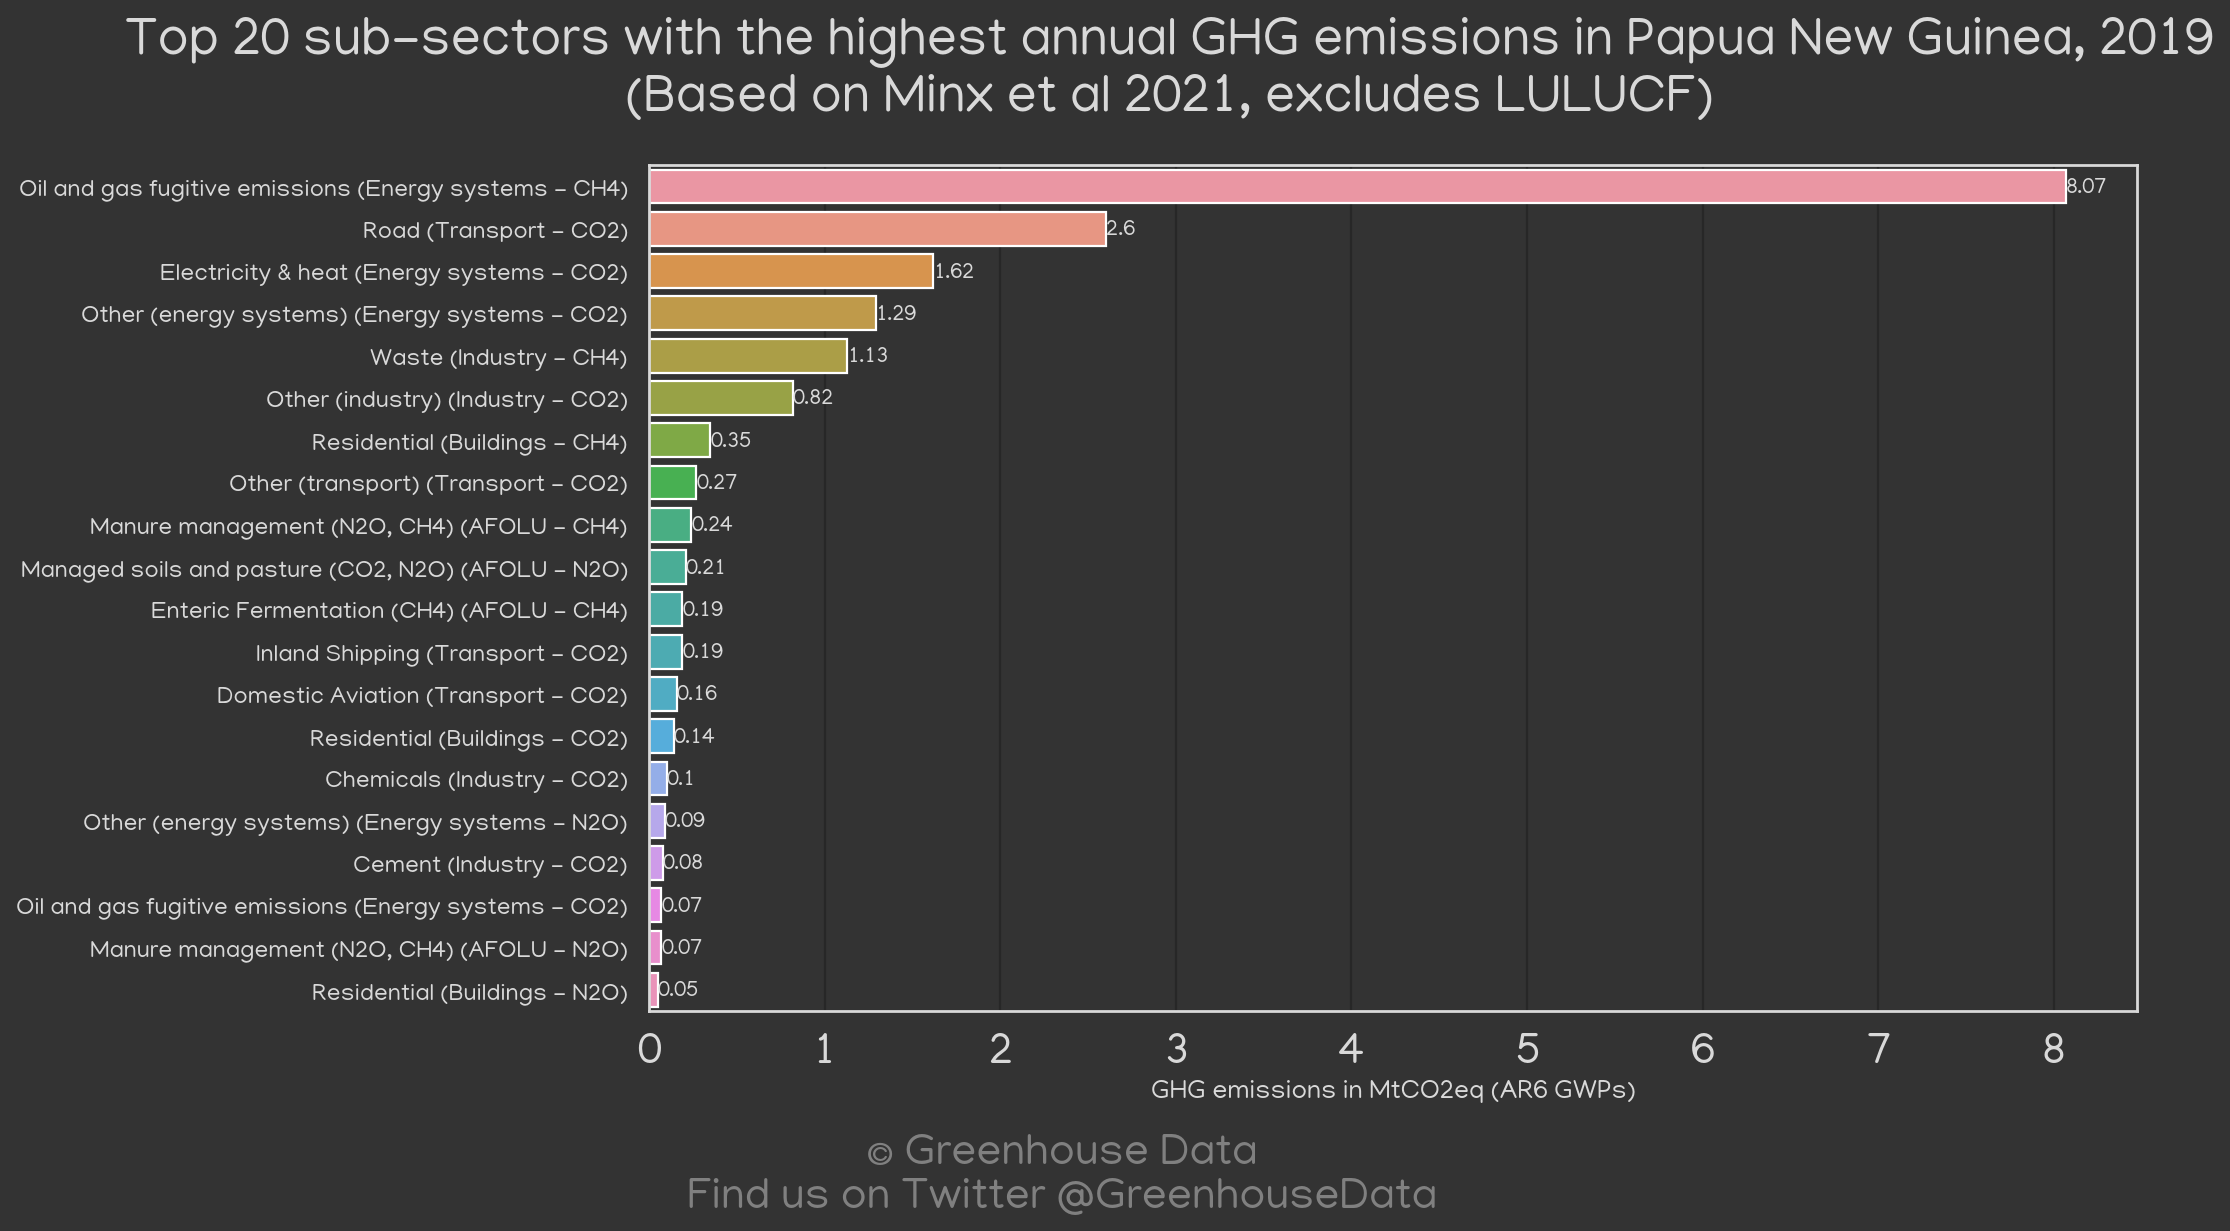 Top 20 sub-sectors with the highest annual GHG emissions in Papua New Guinea, 2019
(Based on Minx et al 2021, excludes LULUCF)
Oil and gas fugitive emissions (Energy systems - CH4) 8.07
Road (Transport - CO2) 2.6
Electricity & heat (Energy systems - CO2) 1.62
Other (energy systems) (Energy systems - CO2) 1.29
Waste (Industry - CH4) 1.13
Other (industry) (Industry - CO2) 0.82
Residential (Buildings - CH4) 0.35
Other (transport) (Transport - CO2) 0.27
Manure management (N2O, CH4) (AFOLU - CH4) 0.24
Managed soils and pasture (CO2, N2O) (AFOLU - N2O) 0.21
Enteric Fermentation (CH4) (AFOLU - CH4) 0.19
Inland Shipping (Transport - CO2) 0.19
Domestic Aviation (Transport - CO2) 0.16
Residential (Buildings - CO2) 0.14
Chemicals (Industry - CO2) 0.1
Other (energy systems) (Energy systems - N2O) 0.09
Cement (Industry - CO2) 0.08
Oil and gas fugitive emissions (Energy systems - CO2) 0.07
Manure management (N2O, CH4) (AFOLU - N2O) 0.07
Residential (Buildings - N2O) 0.05
0 1 2 3 4 5 6 7 8
GHG emissions in MtCO2eq (AR6 GWPs)
© Greenhouse Data
Find us on Twitter @GreenhouseData